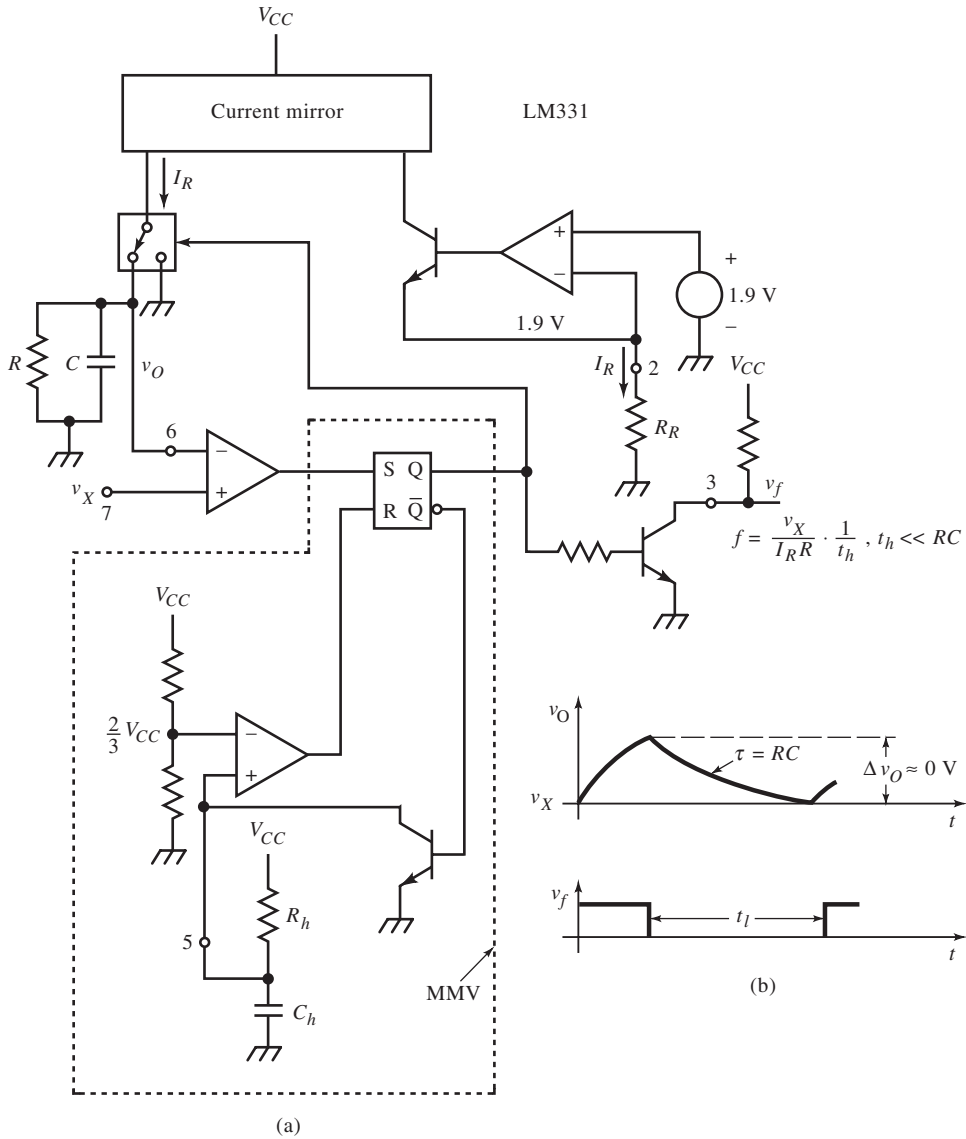 V_CC
Current mirror
LM331
I_R
+
−
+
1.9 V
−
1.9 V
I_R
2
V_CC
R
C
v_O
R_R
6
−
+
v_X
7
S Q
R Q̅
3
v_f
f = v_X / (I_R R) · 1 / t_h , t_h << RC
V_CC
2/3 V_CC
−
+
V_CC
R_h
5
C_h
MMV
(a)
v_O
τ = RC
Δv_O ≈ 0 V
v_X
t
v_f
t_l
t
(b)